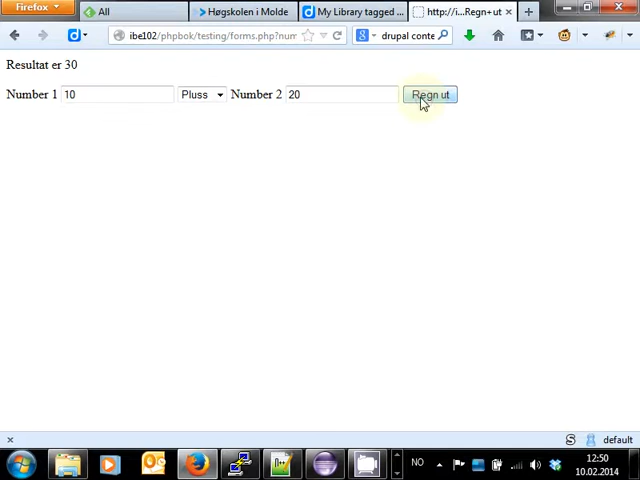 Firefox
All
Høgskolen i Molde
My Library tagged ...
http://i...Regn+ut
ibe102/phpbok/testing/forms.php?num
drupal conte
Resultat er 30
Number 1 10 Pluss Number 2 20 Regn ut
default
NO
12:50
10.02.2014